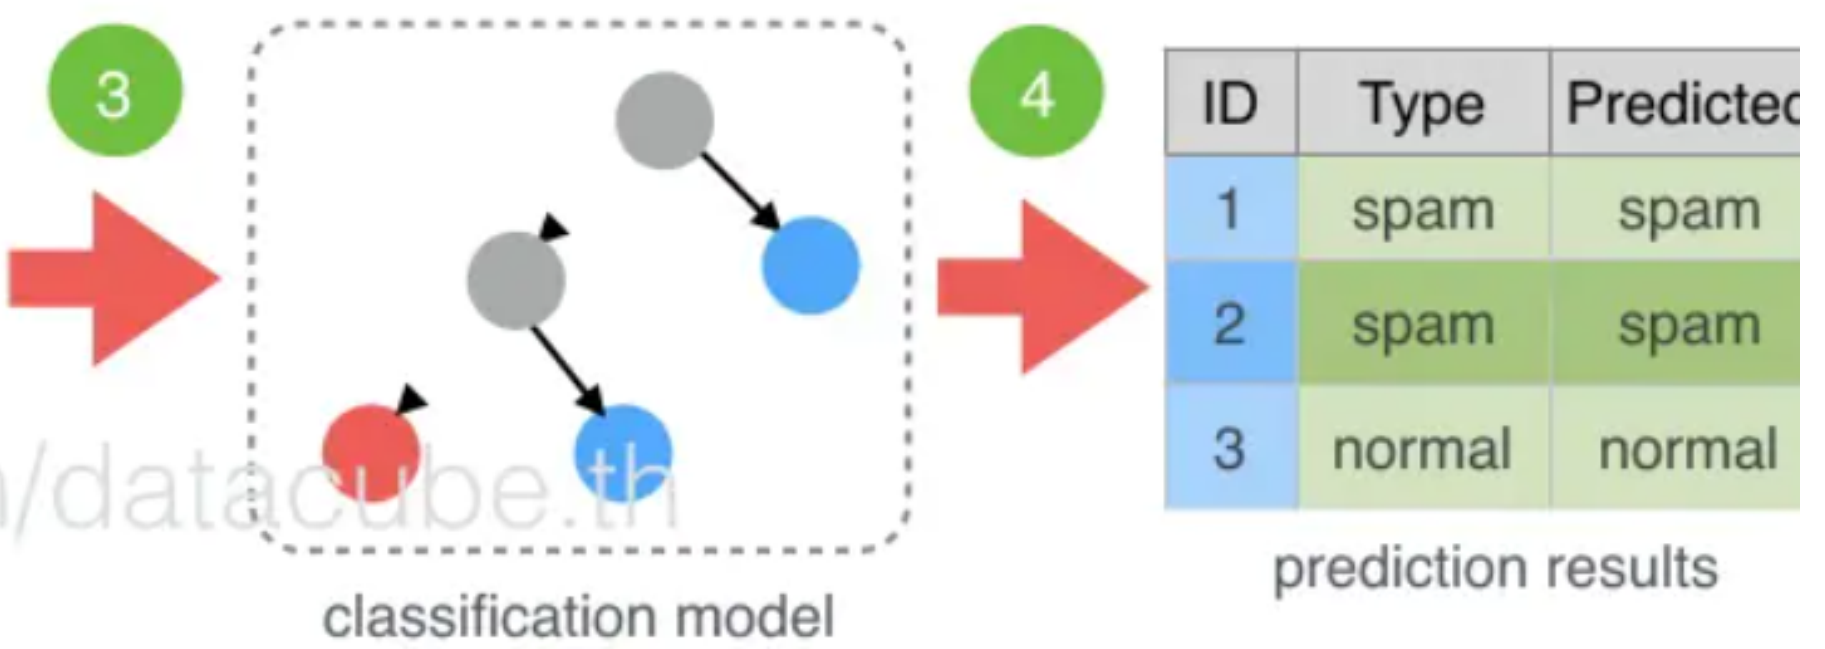 3
4
ID Type Predicted
1 spam spam
2 spam spam
3 normal normal
/datacube.th
prediction results
classification model